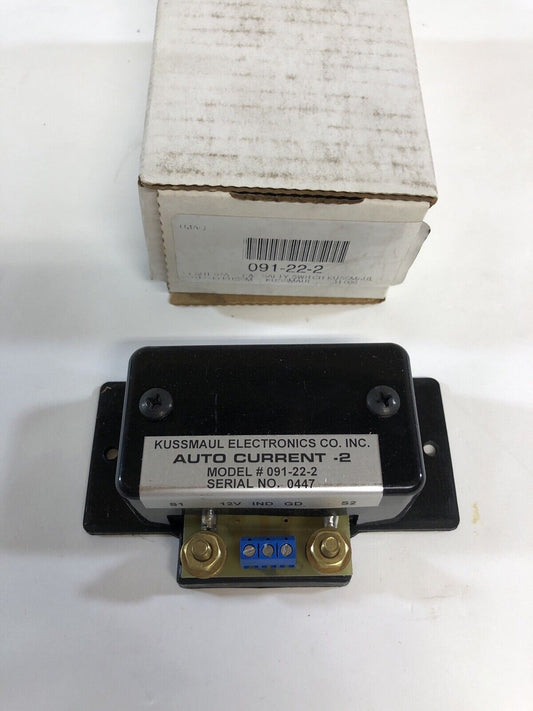 091-22-2
KUSSMAUL
KUSSMAUL ELECTRONICS CO. INC.
AUTO CURRENT -2
MODEL # 091-22-2
SERIAL NO. 0447
S1 12V IND GD S2